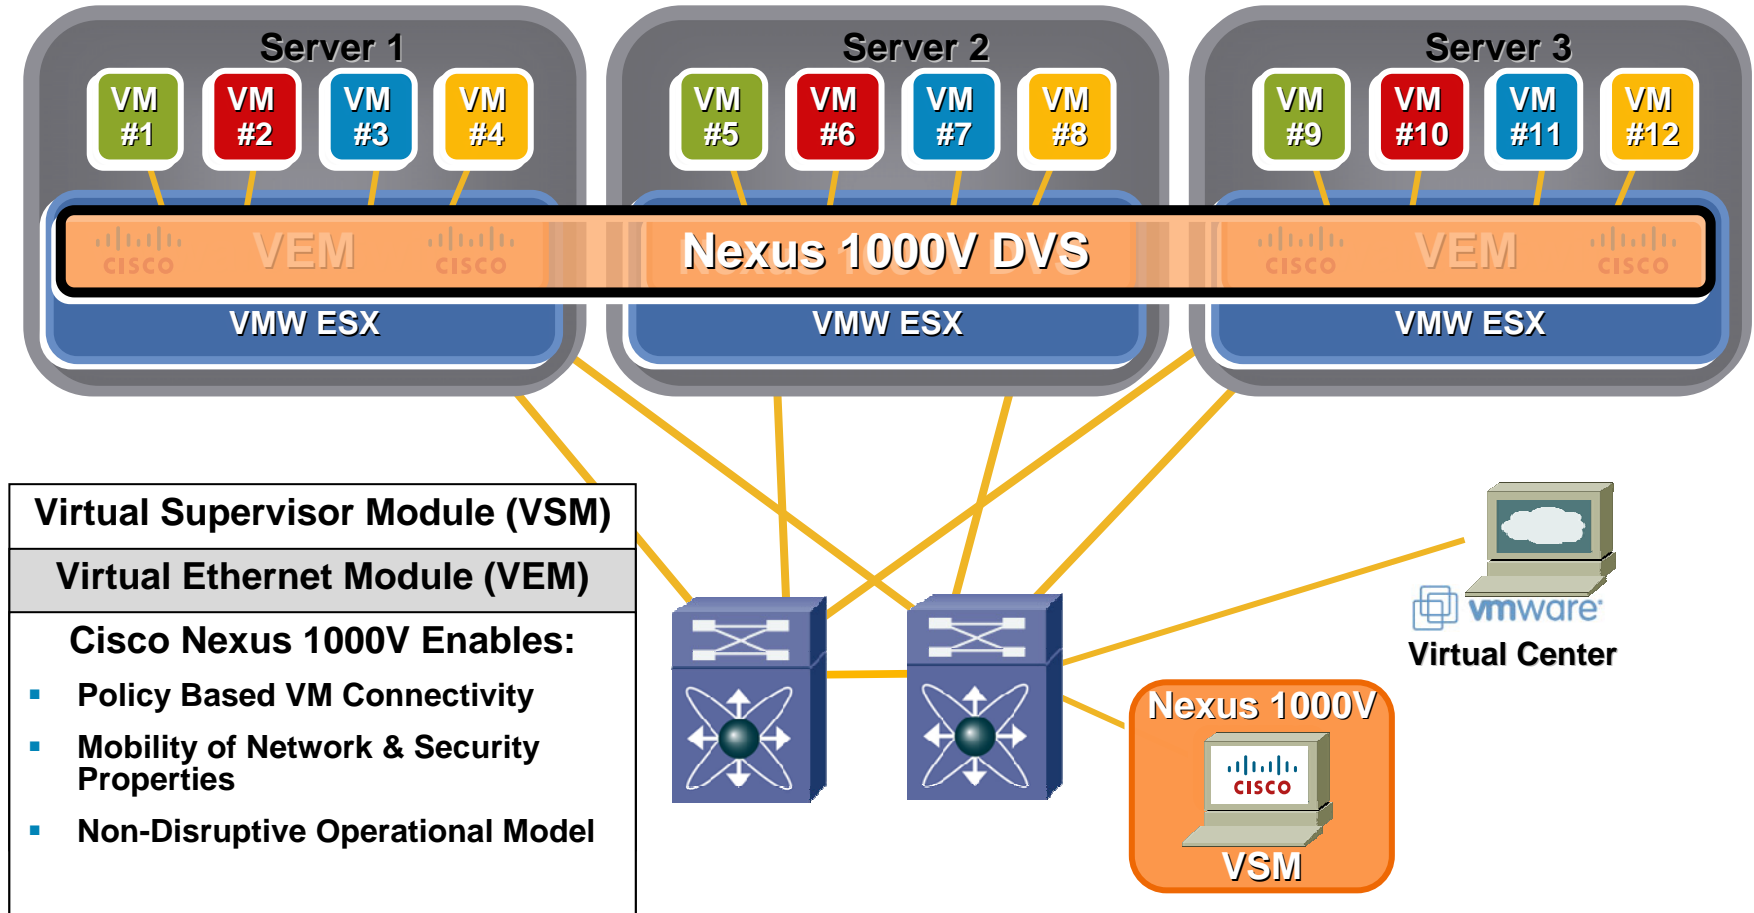 Server 1
Server 2
Server 3
VM #1
VM #2
VM #3
VM #4
VM #5
VM #6
VM #7
VM #8
VM #9
VM #10
VM #11
VM #12
CISCO
VEM
CISCO
Nexus 1000V DVS
CISCO
VEM
CISCO
VMW ESX
VMW ESX
VMW ESX
Virtual Supervisor Module (VSM)
Virtual Ethernet Module (VEM)
Cisco Nexus 1000V Enables:
▪ Policy Based VM Connectivity
▪ Mobility of Network & Security
Properties
▪ Non-Disruptive Operational Model
vmware
Virtual Center
Nexus 1000V
CISCO
VSM